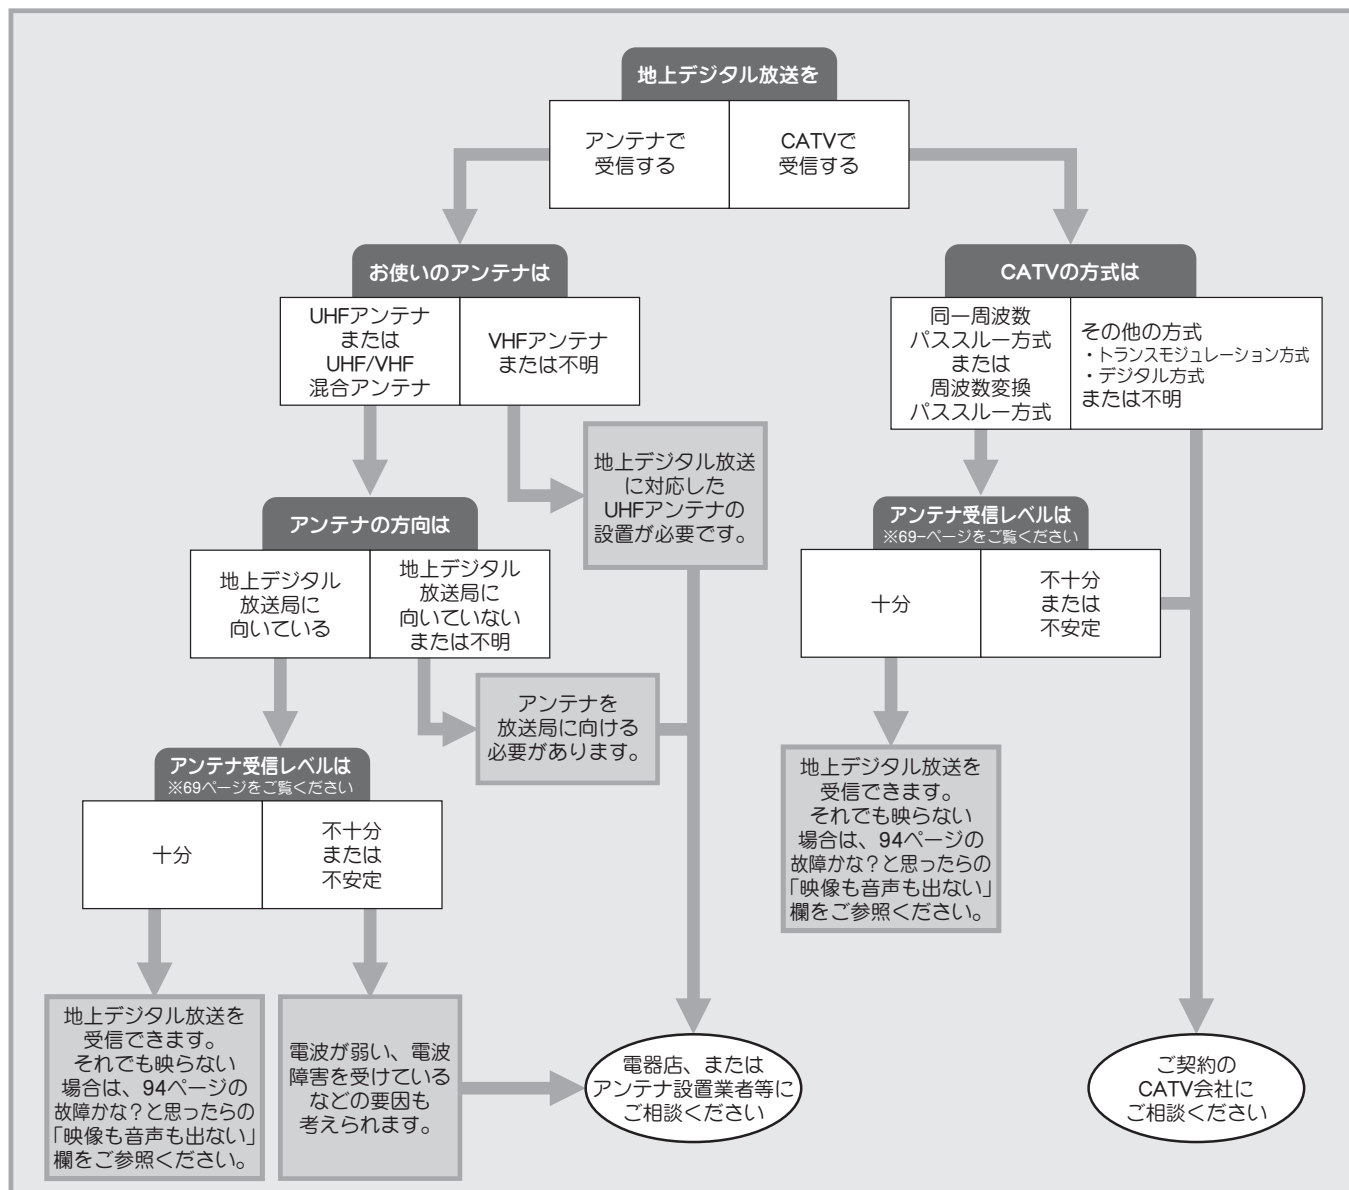 地上デジタル放送を
アンテナで
受信する
CATVで
受信する
お使いのアンテナは
UHFアンテナ
または
UHF/VHF
混合アンテナ
VHFアンテナ
または不明
CATVの方式は
同一周波数
パススルー方式
または
周波数変換
パススルー方式
その他の方式
・トランスモジュレーション方式
・デジタル方式
または不明
地上デジタル放送
に対応した
UHFアンテナの
設置が必要です。
アンテナの方向は
地上デジタル
放送局に
向いている
地上デジタル
放送局に
向いていない
または不明
アンテナ受信レベルは
※69-ページをご覧ください
十分
不十分
または
不安定
アンテナを
放送局に向ける
必要があります。
アンテナ受信レベルは
※69ページをご覧ください
十分
不十分
または
不安定
地上デジタル放送を
受信できます。
それでも映らない
場合は、94ページの
故障かな?と思ったらの
「映像も音声も出ない」
欄をご参照ください。
地上デジタル放送を
受信できます。
それでも映らない
場合は、94ページの
故障かな?と思ったらの
「映像も音声も出ない」
欄をご参照ください。
電波が弱い、電波
障害を受けている
などの要因も
考えられます。
電器店、または
アンテナ設置業者等に
ご相談ください
ご契約の
CATV会社に
ご相談ください